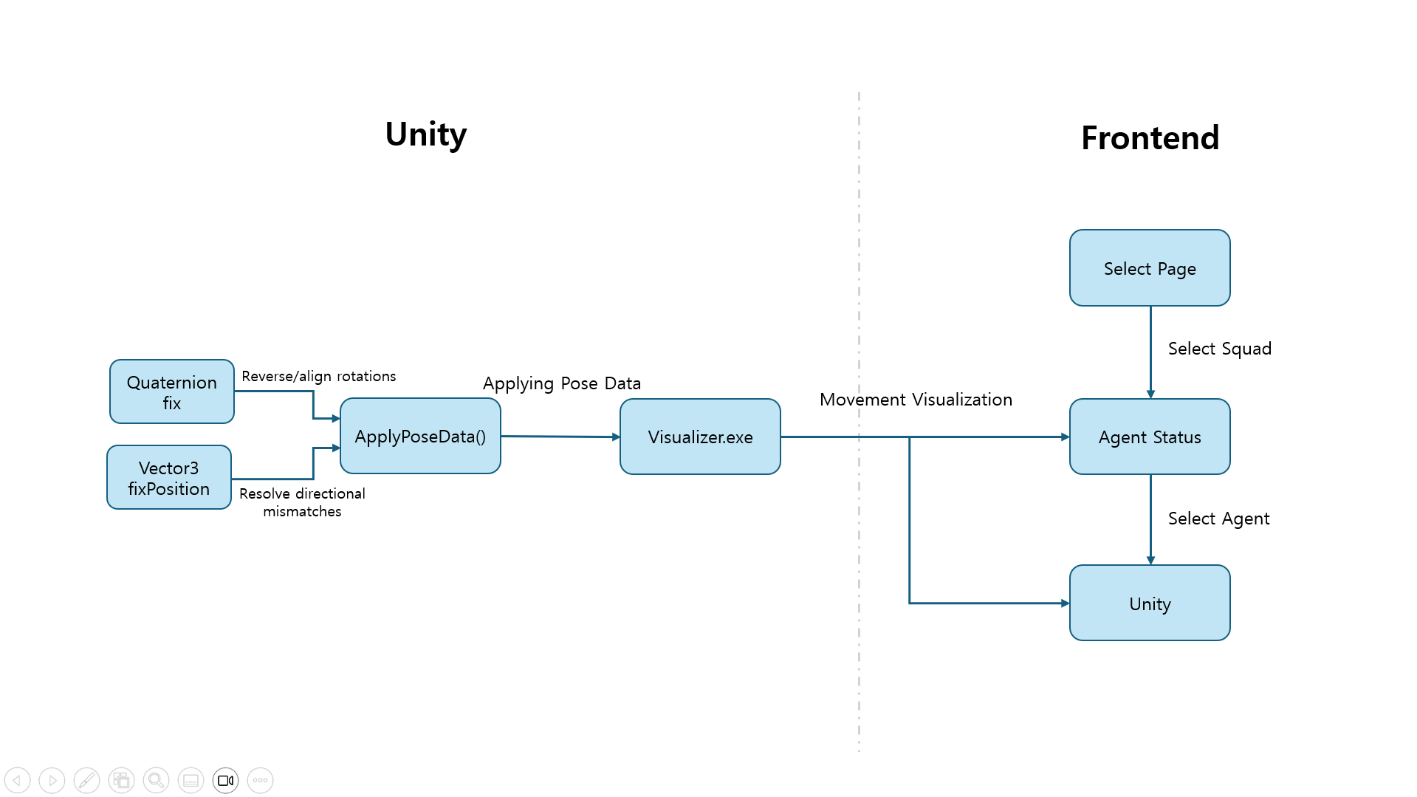 Unity
Frontend
Select Page
Select Squad
Quaternion
fix
Reverse/align rotations
Applying Pose Data
Movement Visualization
ApplyPoseData()
Visualizer.exe
Agent Status
Vector3
fixPosition
Resolve directional
mismatches
Select Agent
Unity